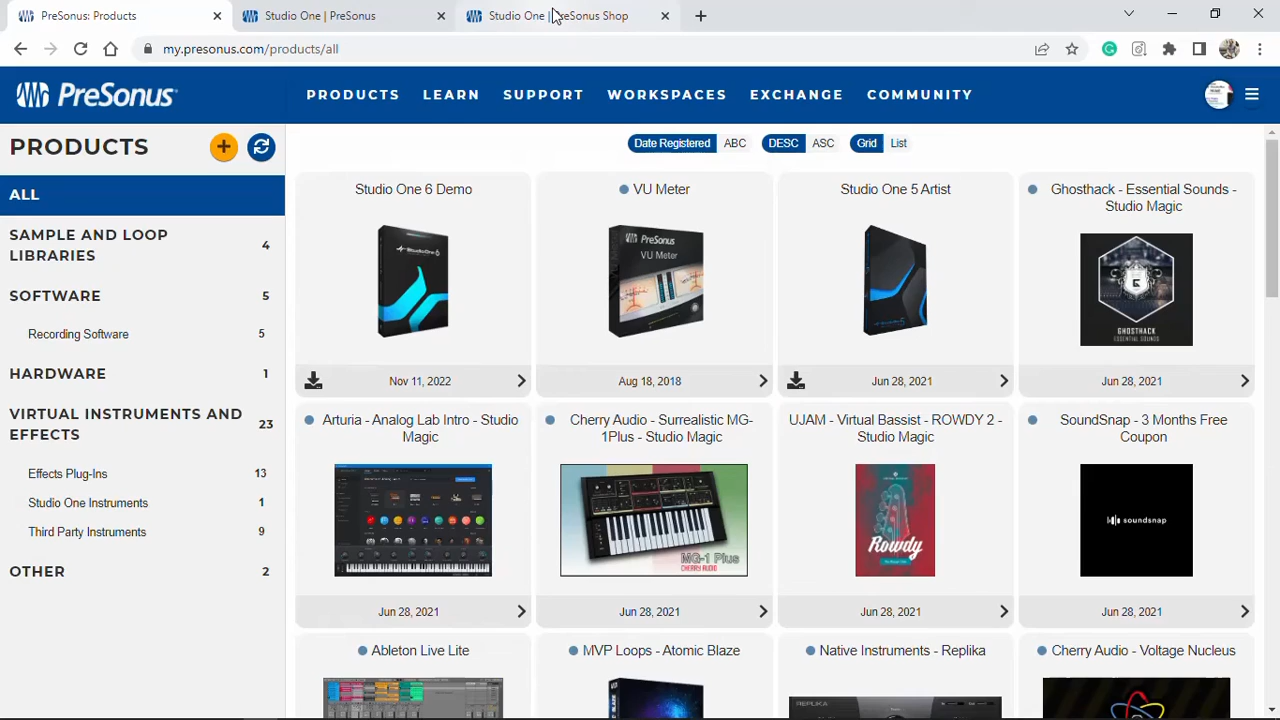 PreSonus: Products
Studio One | PreSonus
Studio One | PreSonus Shop
my.presonus.com/products/all
PreSonus
PRODUCTS
LEARN
SUPPORT
WORKSPACES
EXCHANGE
COMMUNITY
PRODUCTS
Date Registered
ABC
DESC
ASC
Grid
List
ALL
SAMPLE AND LOOP
LIBRARIES
4
SOFTWARE
5
Recording Software
5
HARDWARE
1
VIRTUAL INSTRUMENTS AND
EFFECTS
23
Effects Plug-Ins
13
Studio One Instruments
1
Third Party Instruments
9
OTHER
2
Studio One 6 Demo
Nov 11, 2022
VU Meter
PreSonus
VU Meter
Aug 18, 2018
Studio One 5 Artist
Jun 28, 2021
Ghosthack - Essential Sounds -
Studio Magic
GHOSTHACK
ESSENTIAL SOUNDS
Jun 28, 2021
Arturia - Analog Lab Intro - Studio
Magic
Jun 28, 2021
Cherry Audio - Surrealistic MG-
1Plus - Studio Magic
MG-1 Plus
CHERRY AUDIO
Jun 28, 2021
UJAM - Virtual Bassist - ROWDY 2 -
Studio Magic
Rowdy
Jun 28, 2021
SoundSnap - 3 Months Free
Coupon
soundsnap
Jun 28, 2021
Ableton Live Lite
MVP Loops - Atomic Blaze
Native Instruments - Replika
REPLIKA
Cherry Audio - Voltage Nucleus